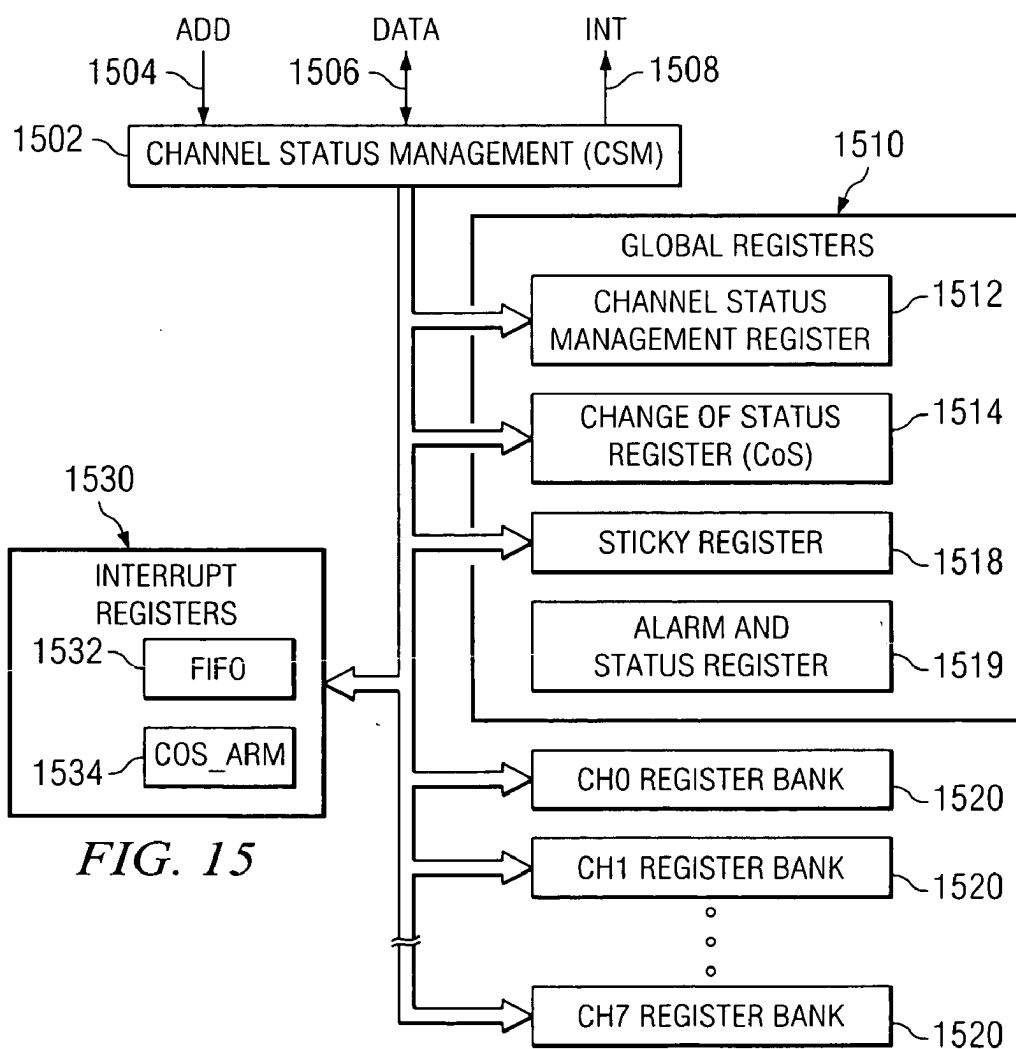 ADD
DATA
INT
1504
1506
1508
1502
CHANNEL STATUS MANAGEMENT (CSM)
1510
GLOBAL REGISTERS
CHANNEL STATUS
MANAGEMENT REGISTER
1512
CHANGE OF STATUS
REGISTER (CoS)
1514
STICKY REGISTER
1518
ALARM AND
STATUS REGISTER
1519
1530
INTERRUPT
REGISTERS
1532
FIFO
1534
COS_ARM
CH0 REGISTER BANK
1520
CH1 REGISTER BANK
1520
CH7 REGISTER BANK
1520
FIG. 15